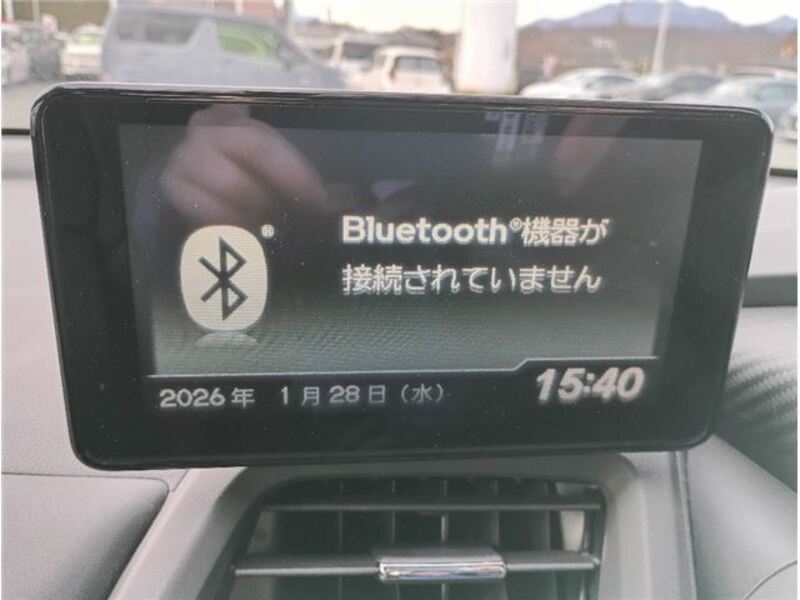 Bluetooth®機器が
接続されていません
®
2026年 1月28日（水）
15:40